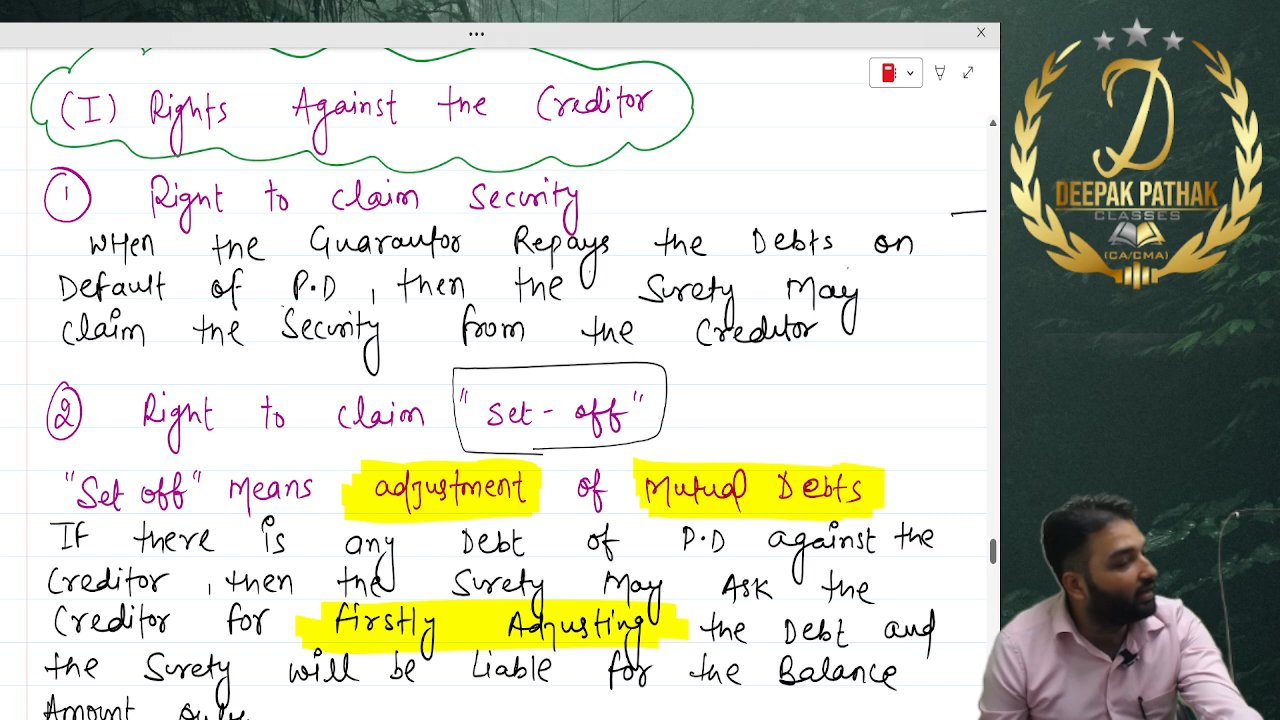 (I) Rights Against the Creditor
① Right to claim Security
When the Guarantor Repays the Debts on
Default of P.D, then the Surety May
claim the Security from the Creditor
② Right to claim "Set-off"
"Set off" means adjustment of Mutual Debts
If there is any Debt of P.D against the
Creditor, then the Surety May Ask the
Creditor for firstly Adjusting the Debt and
the Surety will be Liable for the Balance
Amount only
D
DEEPAK PATHAK
CLASSES
(CA/CMA)